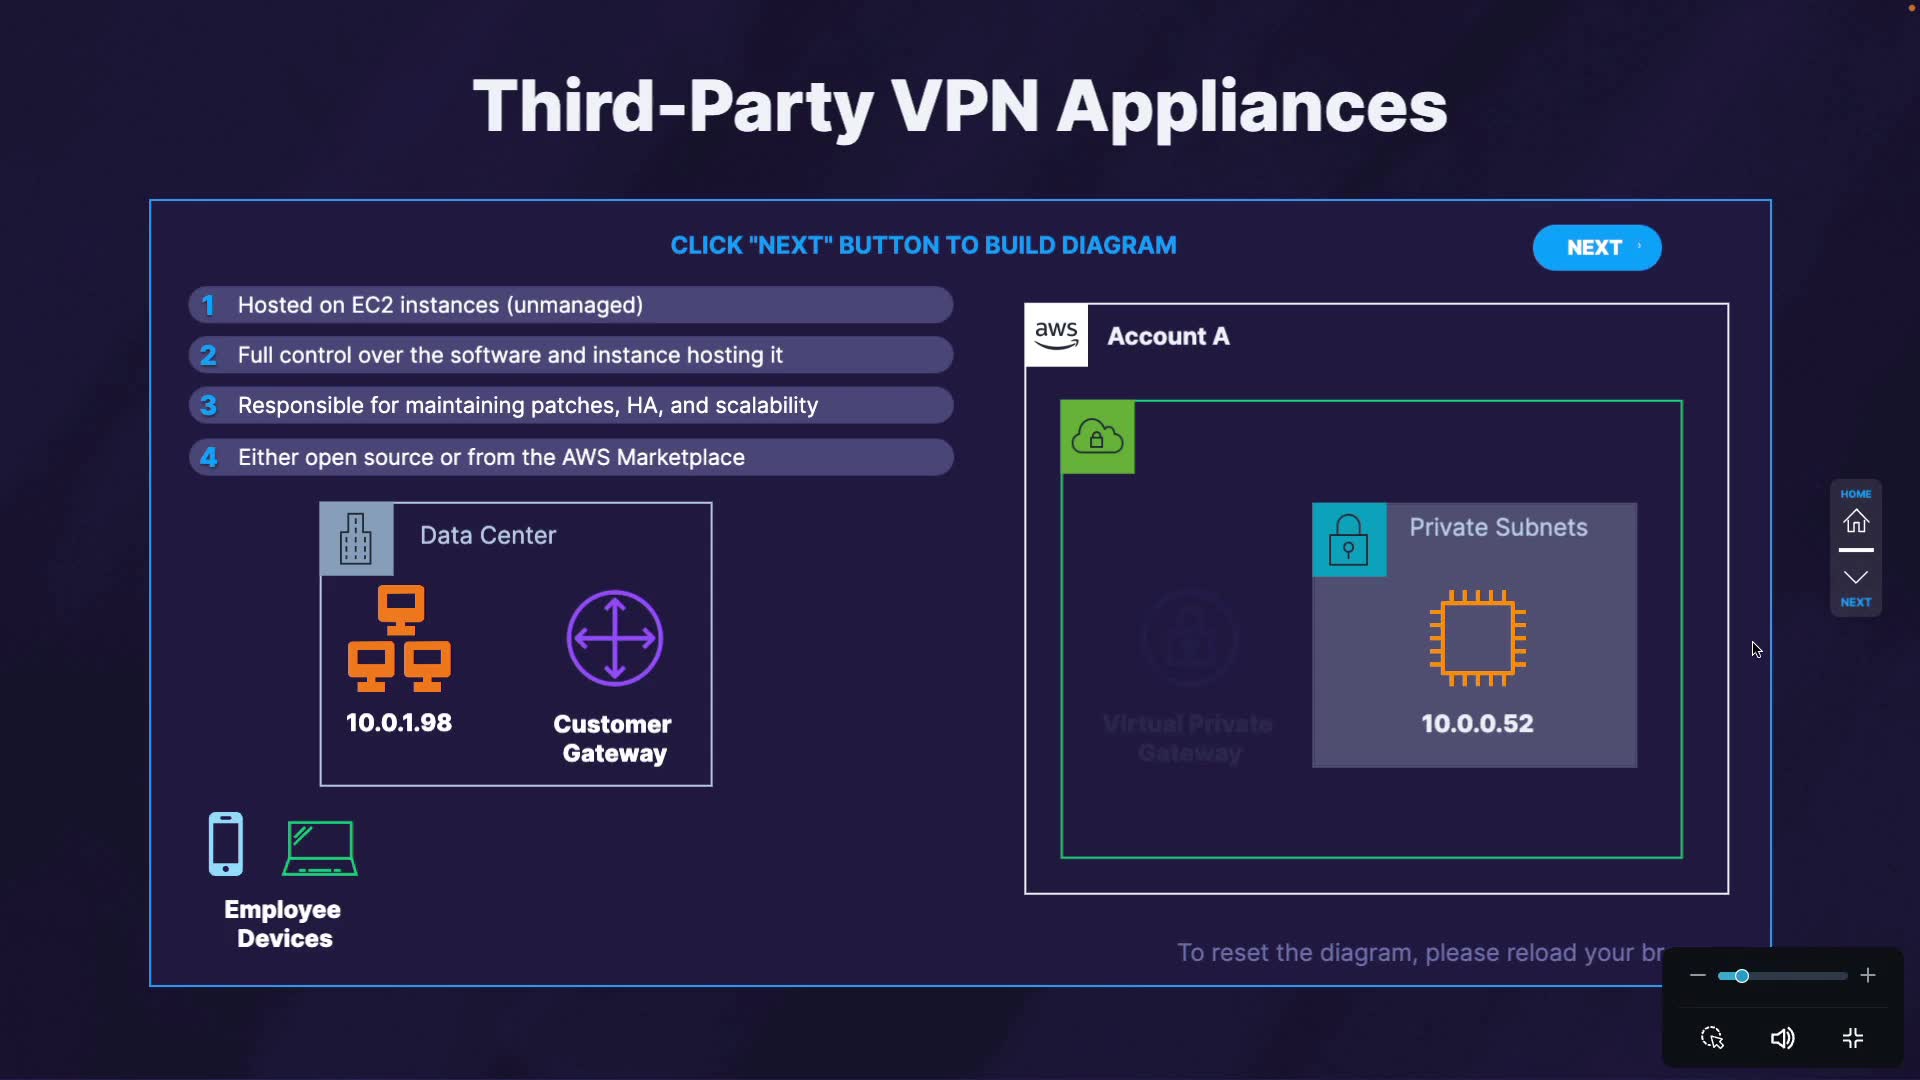 Third-Party VPN Appliances
CLICK "NEXT" BUTTON TO BUILD DIAGRAM
NEXT
1 Hosted on EC2 instances (unmanaged)
2 Full control over the software and instance hosting it
3 Responsible for maintaining patches, HA, and scalability
4 Either open source or from the AWS Marketplace
aws
Account A
Data Center
10.0.1.98
Customer
Gateway
Virtual Private
Gateway
Private Subnets
10.0.0.52
Employee
Devices
To reset the diagram, please reload your br
HOME
NEXT